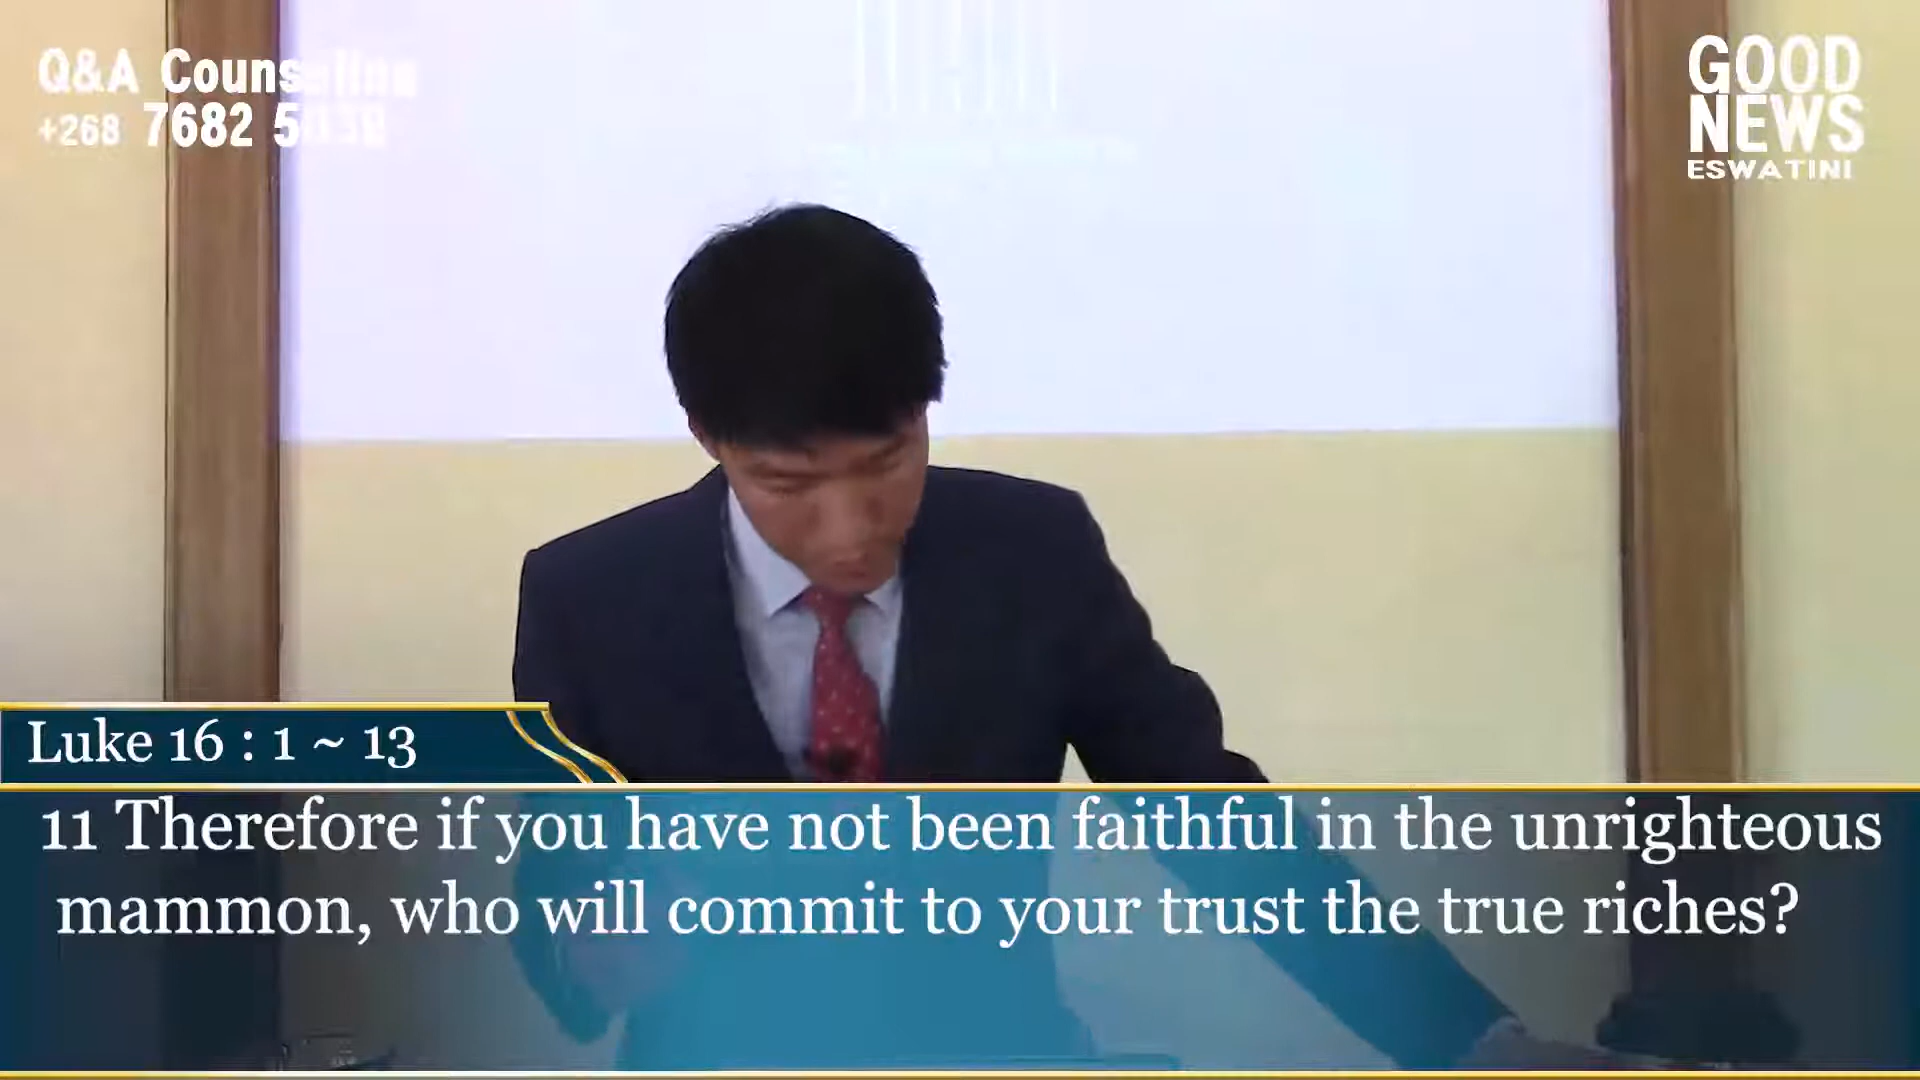 Q&A Counseling
+268 7682 5
GOOD
NEWS
ESWATINI
Luke 16 : 1 ~ 13
11 Therefore if you have not been faithful in the unrighteous
mammon, who will commit to your trust the true riches?